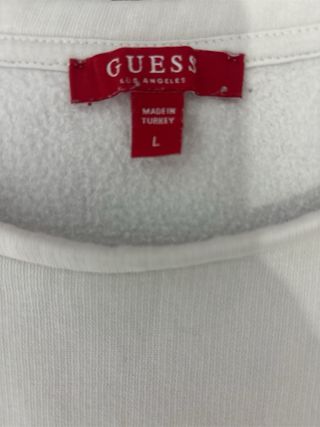 GUESS
LOS ANGELES
MADE IN
TURKEY
L